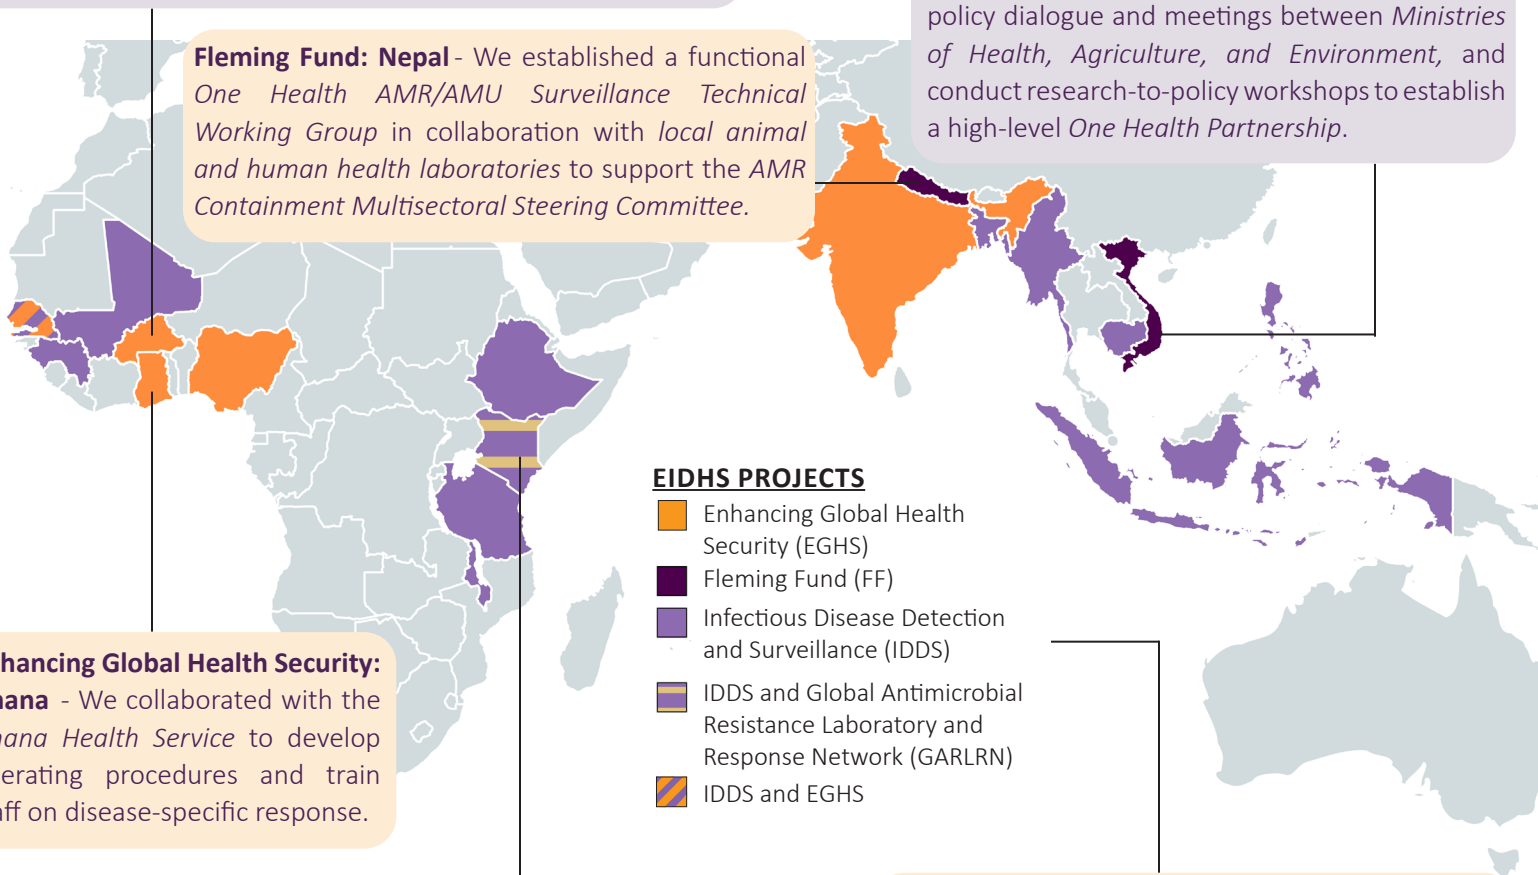 policy dialogue and meetings between Ministries
of Health, Agriculture, and Environment, and
conduct research-to-policy workshops to establish
a high-level One Health Partnership.
Fleming Fund: Nepal - We established a functional
One Health AMR/AMU Surveillance Technical
Working Group in collaboration with local animal
and human health laboratories to support the AMR
Containment Multisectoral Steering Committee.
EIDHS PROJECTS
Enhancing Global Health
Security (EGHS)
Fleming Fund (FF)
Infectious Disease Detection
and Surveillance (IDDS)
IDDS and Global Antimicrobial
Resistance Laboratory and
Response Network (GARLRN)
IDDS and EGHS
hancing Global Health Security:
ana - We collaborated with the
ana Health Service to develop
erating procedures and train
aff on disease-specific response.